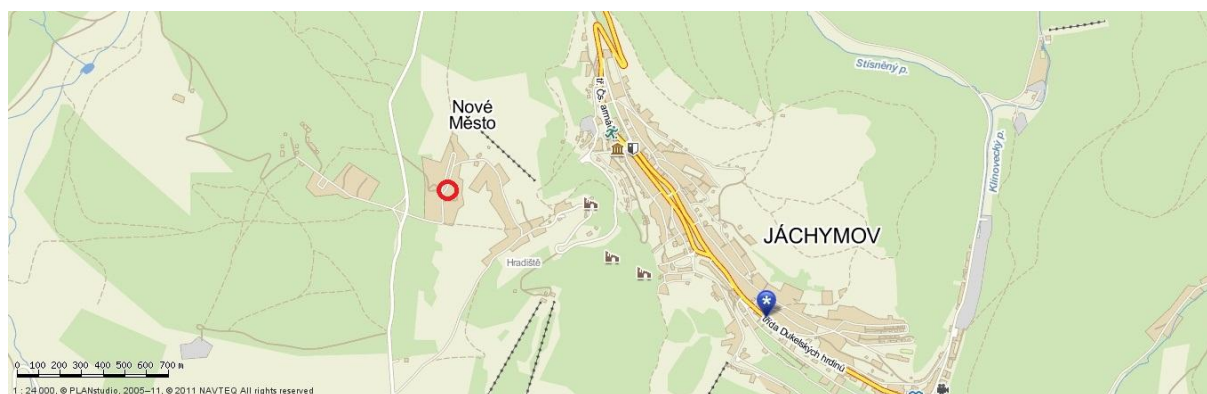 Stísněný p.
Nové
Město
tř. Čs. armá
Klínovecký p.
JÁCHYMOV
Hradiště
třída Dukelských hrdinů
0 100 200 300 400 500 600 700 m
1 : 24 000, © PLANstudio, 2005–11, © 2011 NAVTEQ All rights reserved